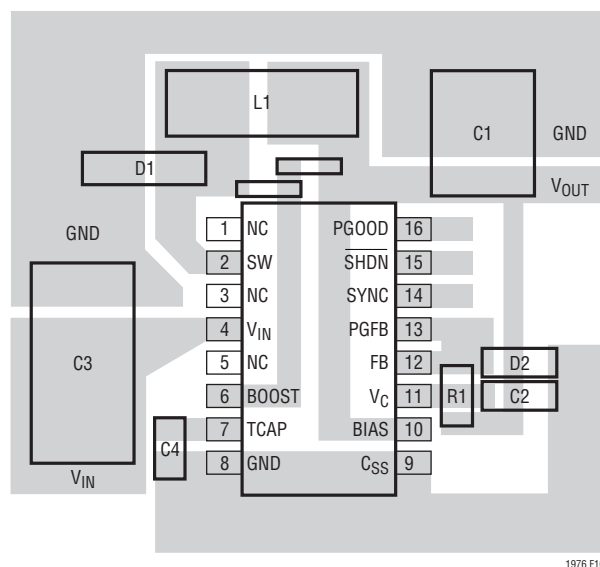 L1
C1
GND
D1
VOUT
GND
1 NC PGOOD 16
2 SW SHDN 15
3 NC SYNC 14
4 VIN PGFB 13
5 NC FB 12
6 BOOST VC 11
7 TCAP BIAS 10
8 GND CSS 9
C3
D2
R1
C2
C4
VIN